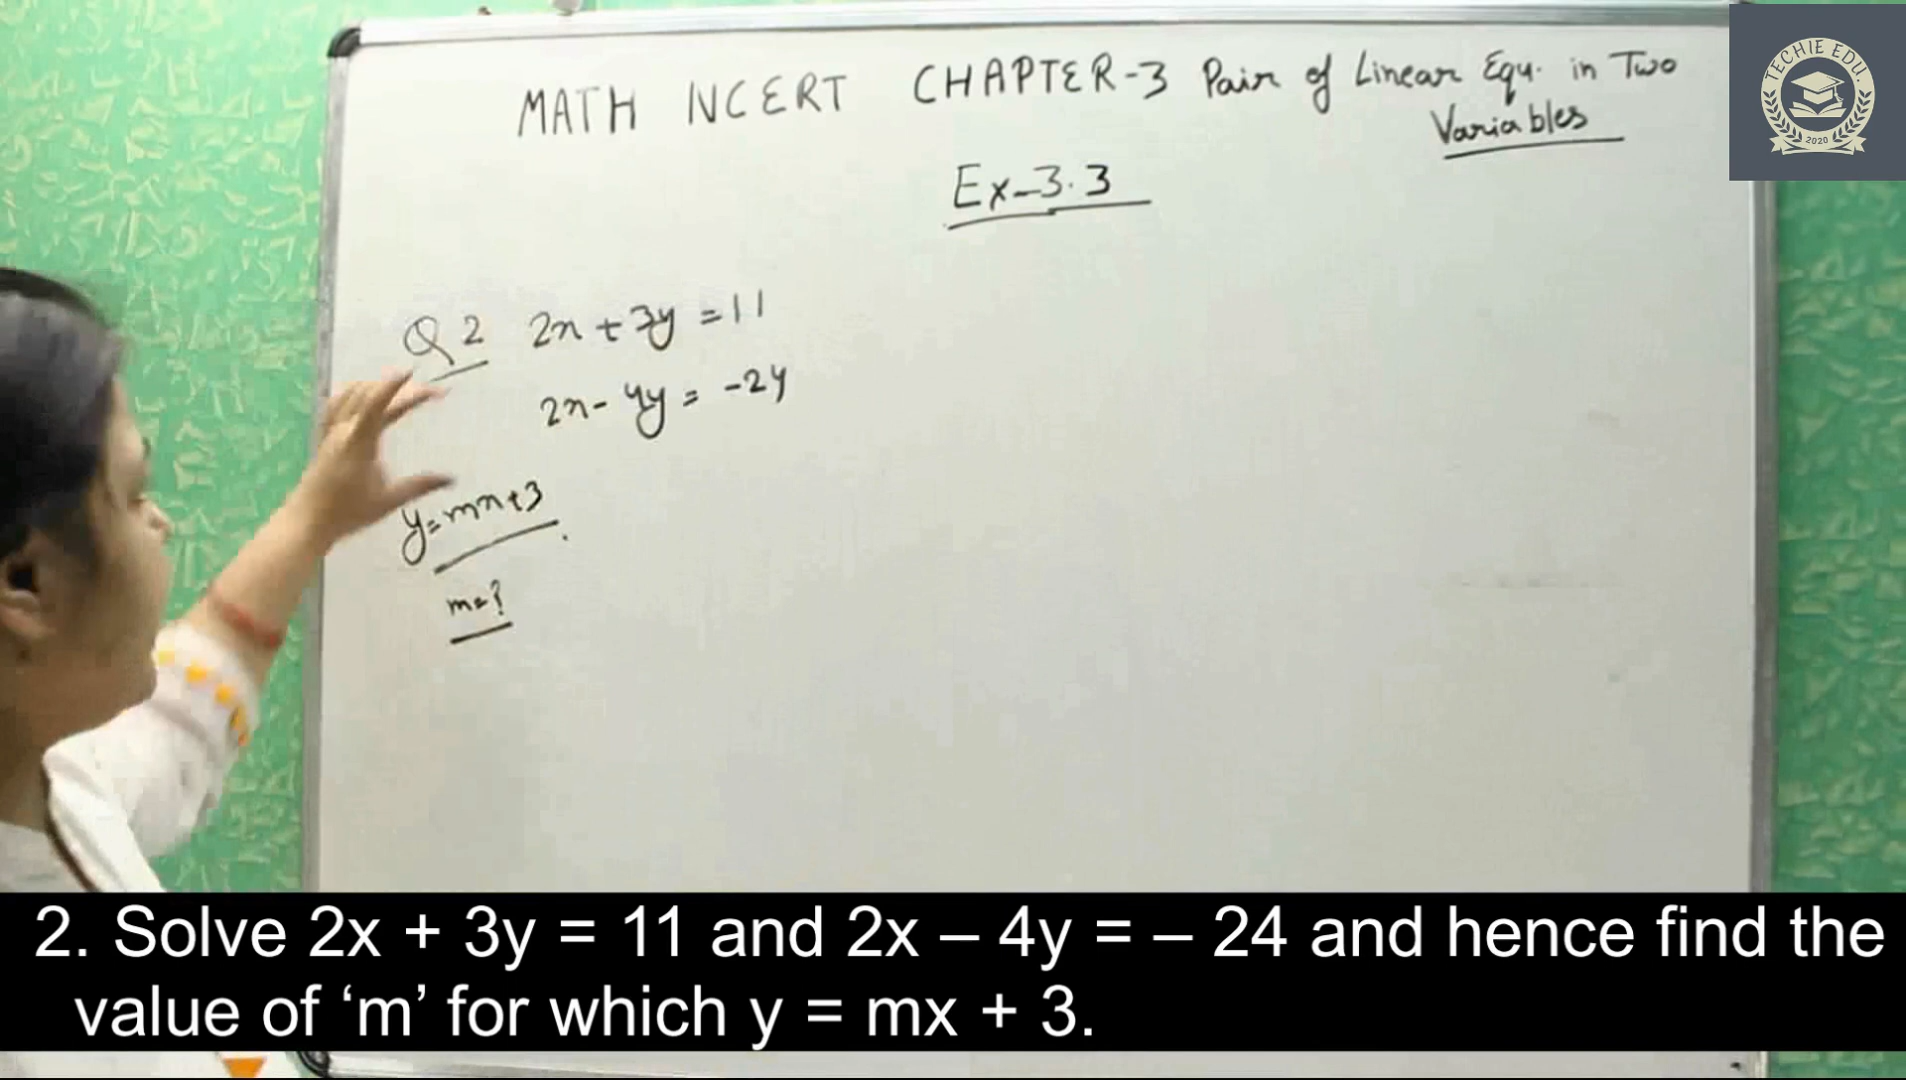 MATH NCERT CHAPTER-3 Pair of Linear Equ. in Two
Variables
Ex-3.3
Q 2 2x + 3y = 11
2x - 4y = -24
y=mx+3
m=?
TECHIE EDU.
2020
2. Solve 2x + 3y = 11 and 2x – 4y = – 24 and hence find the
value of ‘m’ for which y = mx + 3.